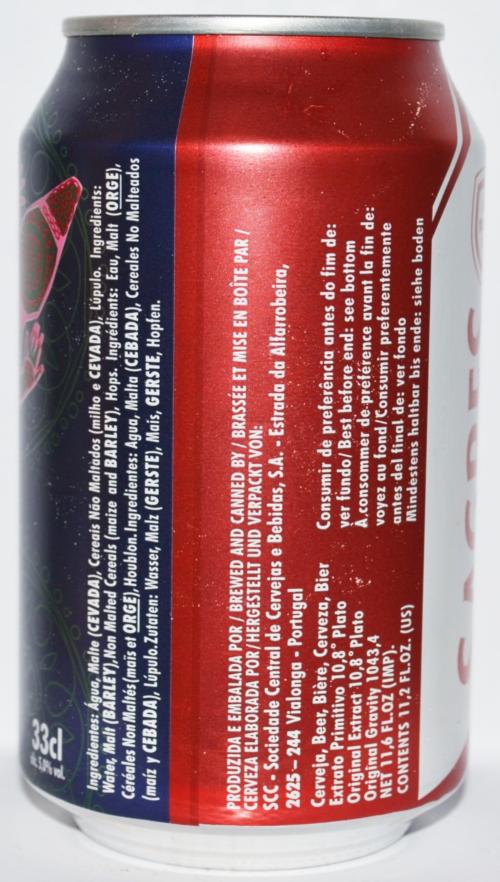 33cl
alc. 5,0% vol.
Ingredientes: Água, Malte (CEVADA), Cereais Não Maltados (milho e CEVADA), Lúpulo. Ingredients:
Water, Malt (BARLEY), Non Malted Cereals (maize and BARLEY), Hops. Ingrédients: Eau, Malt (ORGE),
Céréales Non Maltés (maïs et ORGE), Houblon. Ingredientes: Agua, Malta (CEBADA), Cereales No Malteados
(maíz y CEBADA), Lúpulo. Zutaten: Wasser, Malz (GERSTE), Mais, GERSTE, Hopfen.
PRODUZIDA E EMBALADA POR / BREWED AND CANNED BY / BRASSÉE ET MISE EN BOÎTE PAR /
CERVEZA ELABORADA POR/HERGESTELLT UND VERPACKT VON:
SCC - Sociedade Central de Cervejas e Bebidas, S.A. - Estrada da Alfarrobeira,
2625 – 244 Vialonga - Portugal
Cerveja, Beer, Bière, Cerveza, Bier
Extrato Primitivo 10,8° Plato
Original Extract 10,8° Plato
Original Gravity 1043,4
NET 11,6 FL.OZ (IMP).
CONTENTS 11,2 FL.OZ. (US)
Consumir de preferência antes do fim de:
ver fundo/ Best before end: see bottom
À consommer de préférence avant la fin de:
voyez au fond/Consumir preferentemente
antes del final de: ver fondo
Mindestens haltbar bis ende: siehe boden
SAGRES